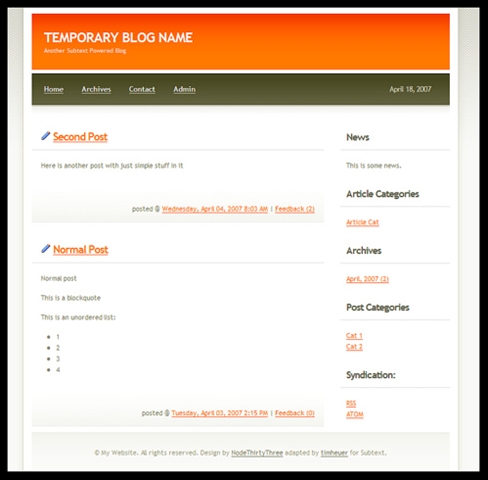 TEMPORARY BLOG NAME
Another Subtext Powered Blog
Home Archives Contact Admin April 18, 2007
Second Post
Here is another post with just simple stuff in it
posted @ Wednesday, April 04, 2007 8:03 AM | Feedback (2)
Normal Post
Normal post
This is a blockquote
This is an unordered list:
1
2
3
4
posted @ Tuesday, April 03, 2007 2:15 PM | Feedback (0)
News
This is some news.
Article Categories
Article Cat
Archives
April, 2007 (2)
Post Categories
Cat 1
Cat 2
Syndication:
RSS
ATOM
© My Website. All rights reserved. Design by NodeThirtyThree adapted by timheuer for Subtext.